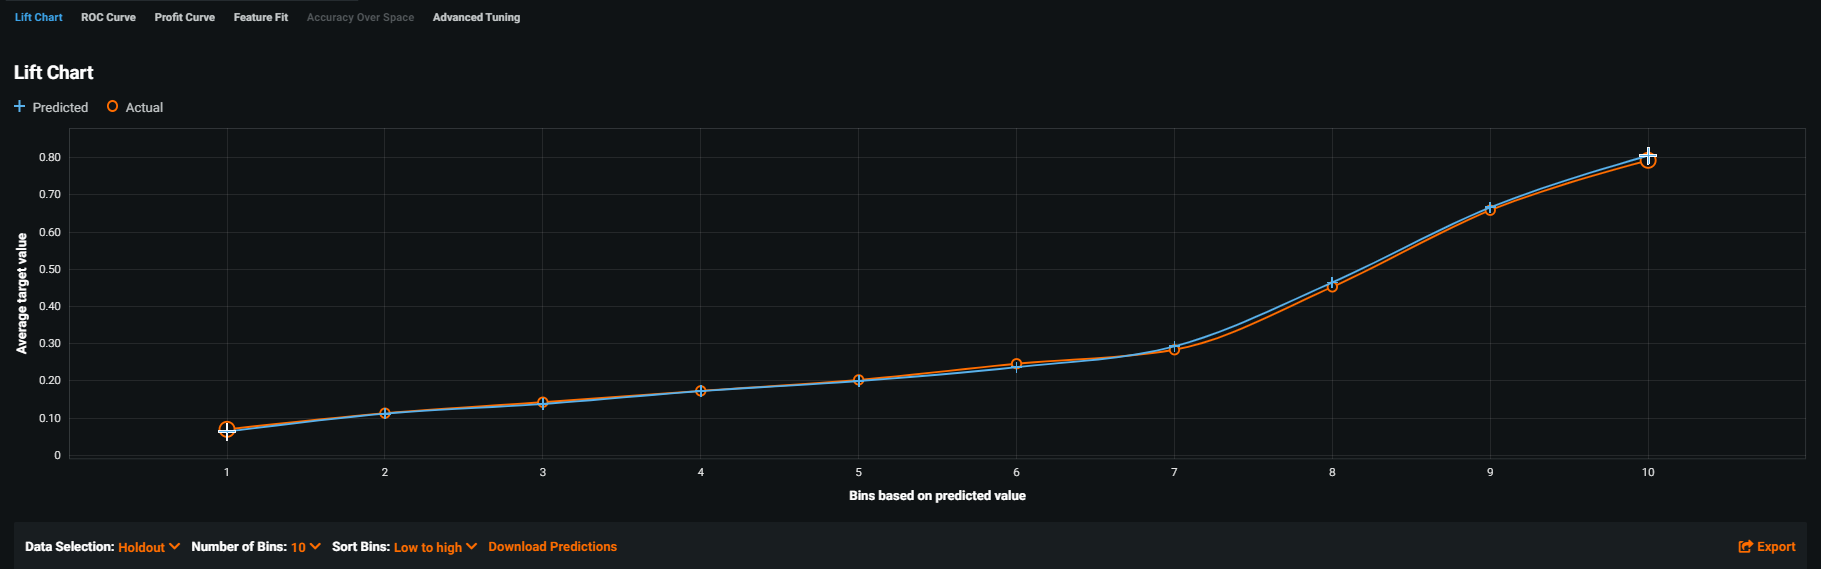 Lift Chart ROC Curve Profit Curve Feature Fit Accuracy Over Space Advanced Tuning
Lift Chart
Predicted Actual
Average target value
0.80
0.70
0.60
0.50
0.40
0.30
0.20
0.10
0
1 2 3 4 5 6 7 8 9 10
Bins based on predicted value
Data Selection: Holdout Number of Bins: 10 Sort Bins: Low to high Download Predictions Export